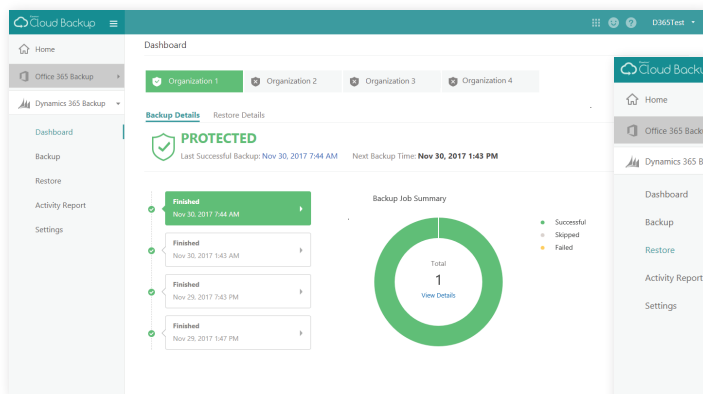 Cloud Backup
D365Test
Home
Office 365 Backup
Dynamics 365 Backup
Dashboard
Backup
Restore
Activity Report
Settings
Dashboard
Organization 1
Organization 2
Organization 3
Organization 4
Backup Details
Restore Details
PROTECTED
Last Successful Backup: Nov 30, 2017 7:44 AM
Next Backup Time: Nov 30, 2017 1:43 PM
Finished
Nov 30, 2017 7:44 AM
Finished
Nov 30, 2017 1:43 AM
Finished
Nov 29, 2017 7:43 PM
Finished
Nov 29, 2017 1:47 PM
Backup Job Summary
Total
1
View Details
Successful
Skipped
Failed
Cloud Backu
Home
Office 365 Back
Dynamics 365 B
Dashboard
Backup
Restore
Activity Report
Settings